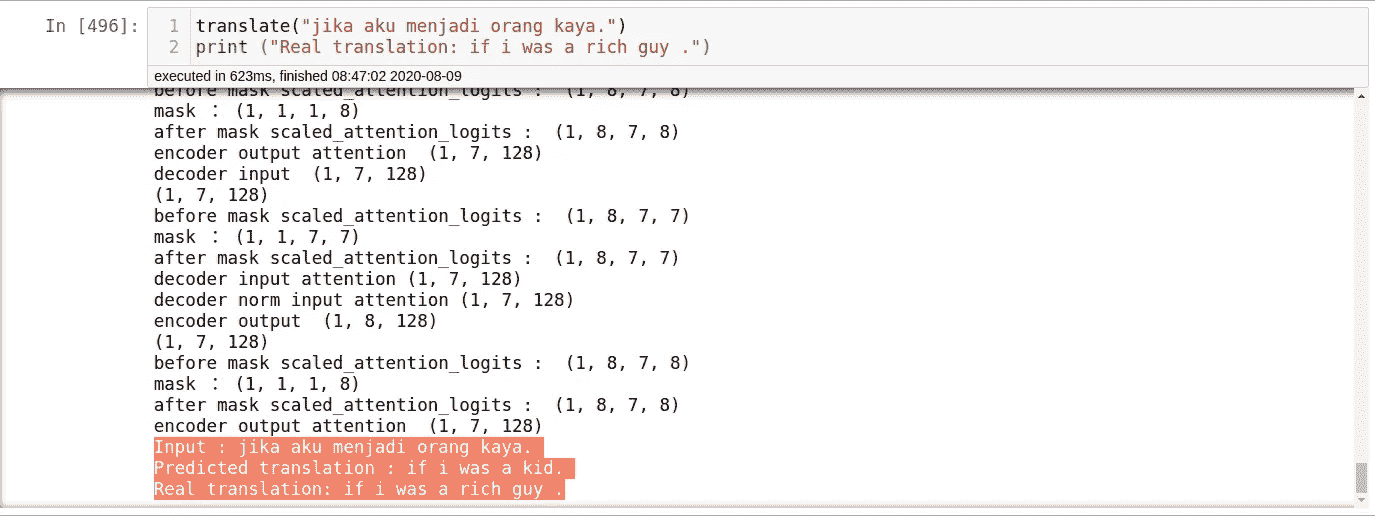 In [496]:
1 translate("jika aku menjadi orang kaya.")
2 print ("Real translation: if i was a rich guy .")
executed in 623ms, finished 08:47:02 2020-08-09
before mask scaled_attention_logits :  (1, 8, 7, 8)
mask : (1, 1, 1, 8)
after mask scaled_attention_logits :  (1, 8, 7, 8)
encoder output attention  (1, 7, 128)
decoder input  (1, 7, 128)
(1, 7, 128)
before mask scaled_attention_logits :  (1, 8, 7, 7)
mask : (1, 1, 7, 7)
after mask scaled_attention_logits :  (1, 8, 7, 7)
decoder input attention (1, 7, 128)
decoder norm input attention (1, 7, 128)
encoder output  (1, 8, 128)
(1, 7, 128)
before mask scaled_attention_logits :  (1, 8, 7, 8)
mask : (1, 1, 1, 8)
after mask scaled_attention_logits :  (1, 8, 7, 8)
encoder output attention  (1, 7, 128)
Input : jika aku menjadi orang kaya.
Predicted translation : if i was a kid.
Real translation: if i was a rich guy .